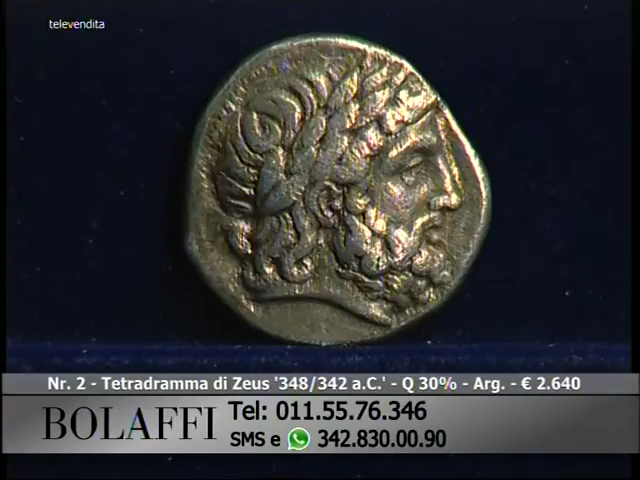 televendita
Nr. 2 - Tetradramma di Zeus '348/342 a.C.' - Q 30% - Arg. - € 2.640
BOLAFFI
Tel: 011.55.76.346
SMS e 342.830.00.90